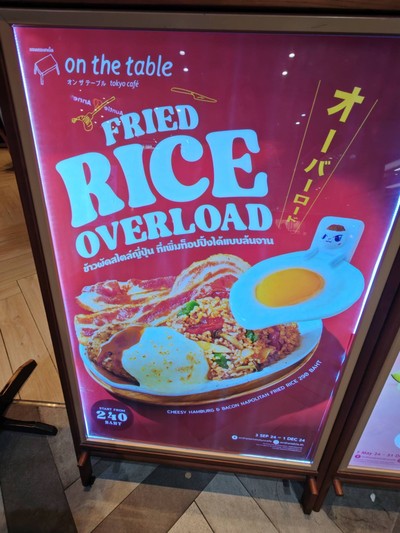 on the table
オン ザ テーブル tokyo café
FRIED
RICE
OVERLOAD
ข้าวผัดสไตล์ญี่ปุ่น ที่เพิ่มท็อปปิ้งได้แบบล้นจาน
オーバーロード
START FROM
240
BAHT
CHEESY HAMBURG & BACON NAPOLITAN FRIED RICE 290 BAHT
3 SEP 24 – 1 DEC 24